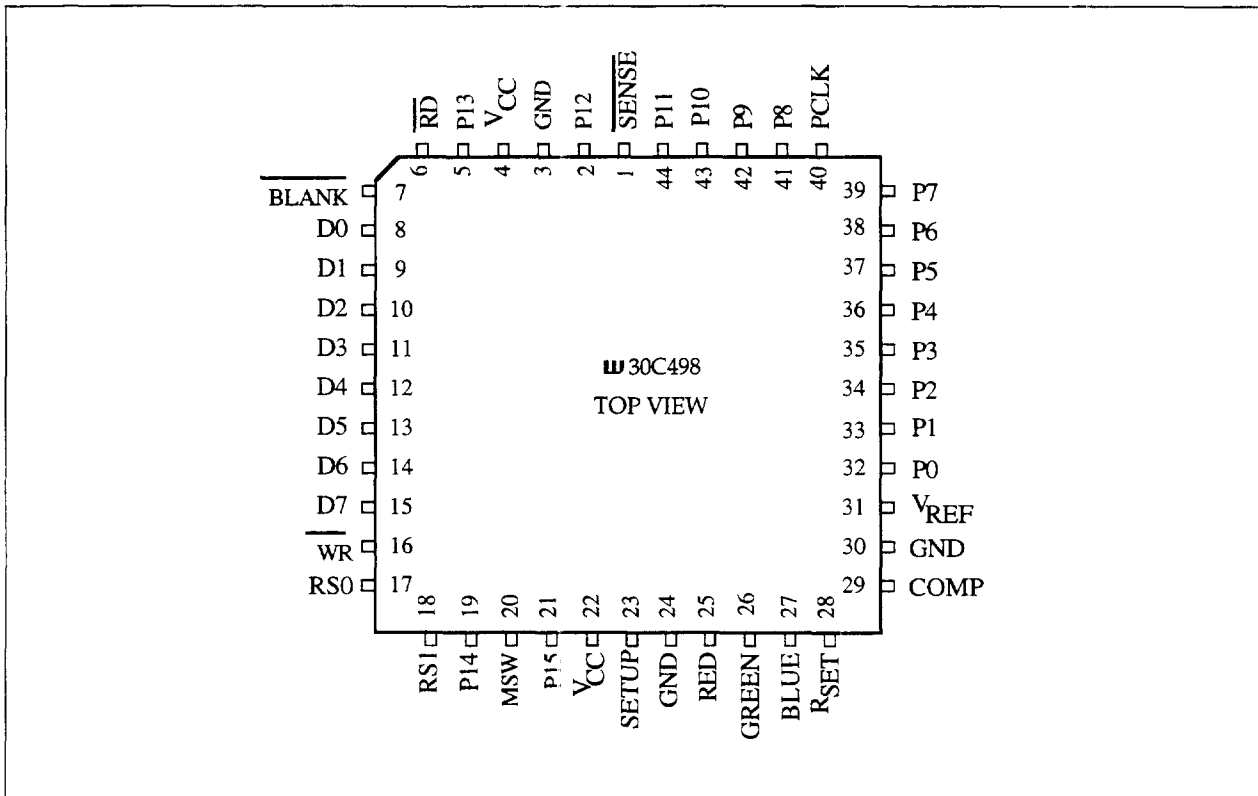 RD P13 VCC GND P12 SENSE P11 P10 P9 P8 PCLK
6 5 4 3 2 1 44 43 42 41 40
BLANK 7
D0 8
D1 9
D2 10
D3 11
D4 12
D5 13
D6 14
D7 15
WR 16
RS0 17
30C498
TOP VIEW
39 P7
38 P6
37 P5
36 P4
35 P3
34 P2
33 P1
32 P0
31 VREF
30 GND
29 COMP
18 19 20 21 22 23 24 25 26 27 28
RS1 P14 MSW P15 VCC SETUP GND RED GREEN BLUE RSET